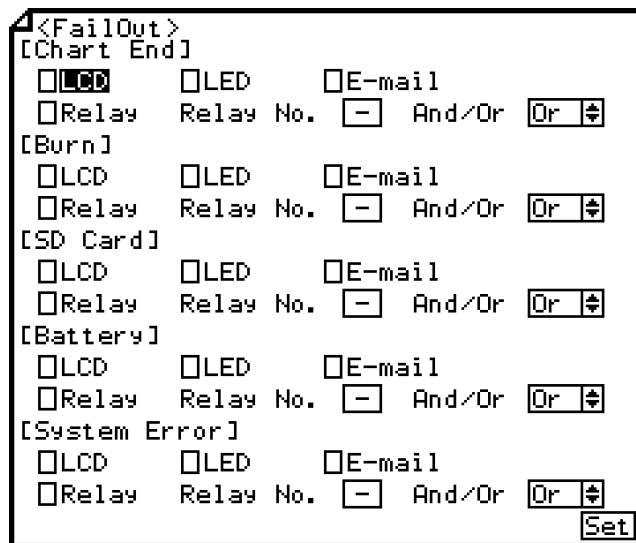 <FailOut>
[Chart End]
LCD LED E-mail
Relay Relay No. - And/Or Or
[Burn]
LCD LED E-mail
Relay Relay No. - And/Or Or
[SD Card]
LCD LED E-mail
Relay Relay No. - And/Or Or
[Battery]
LCD LED E-mail
Relay Relay No. - And/Or Or
[System Error]
LCD LED E-mail
Relay Relay No. - And/Or Or
Set